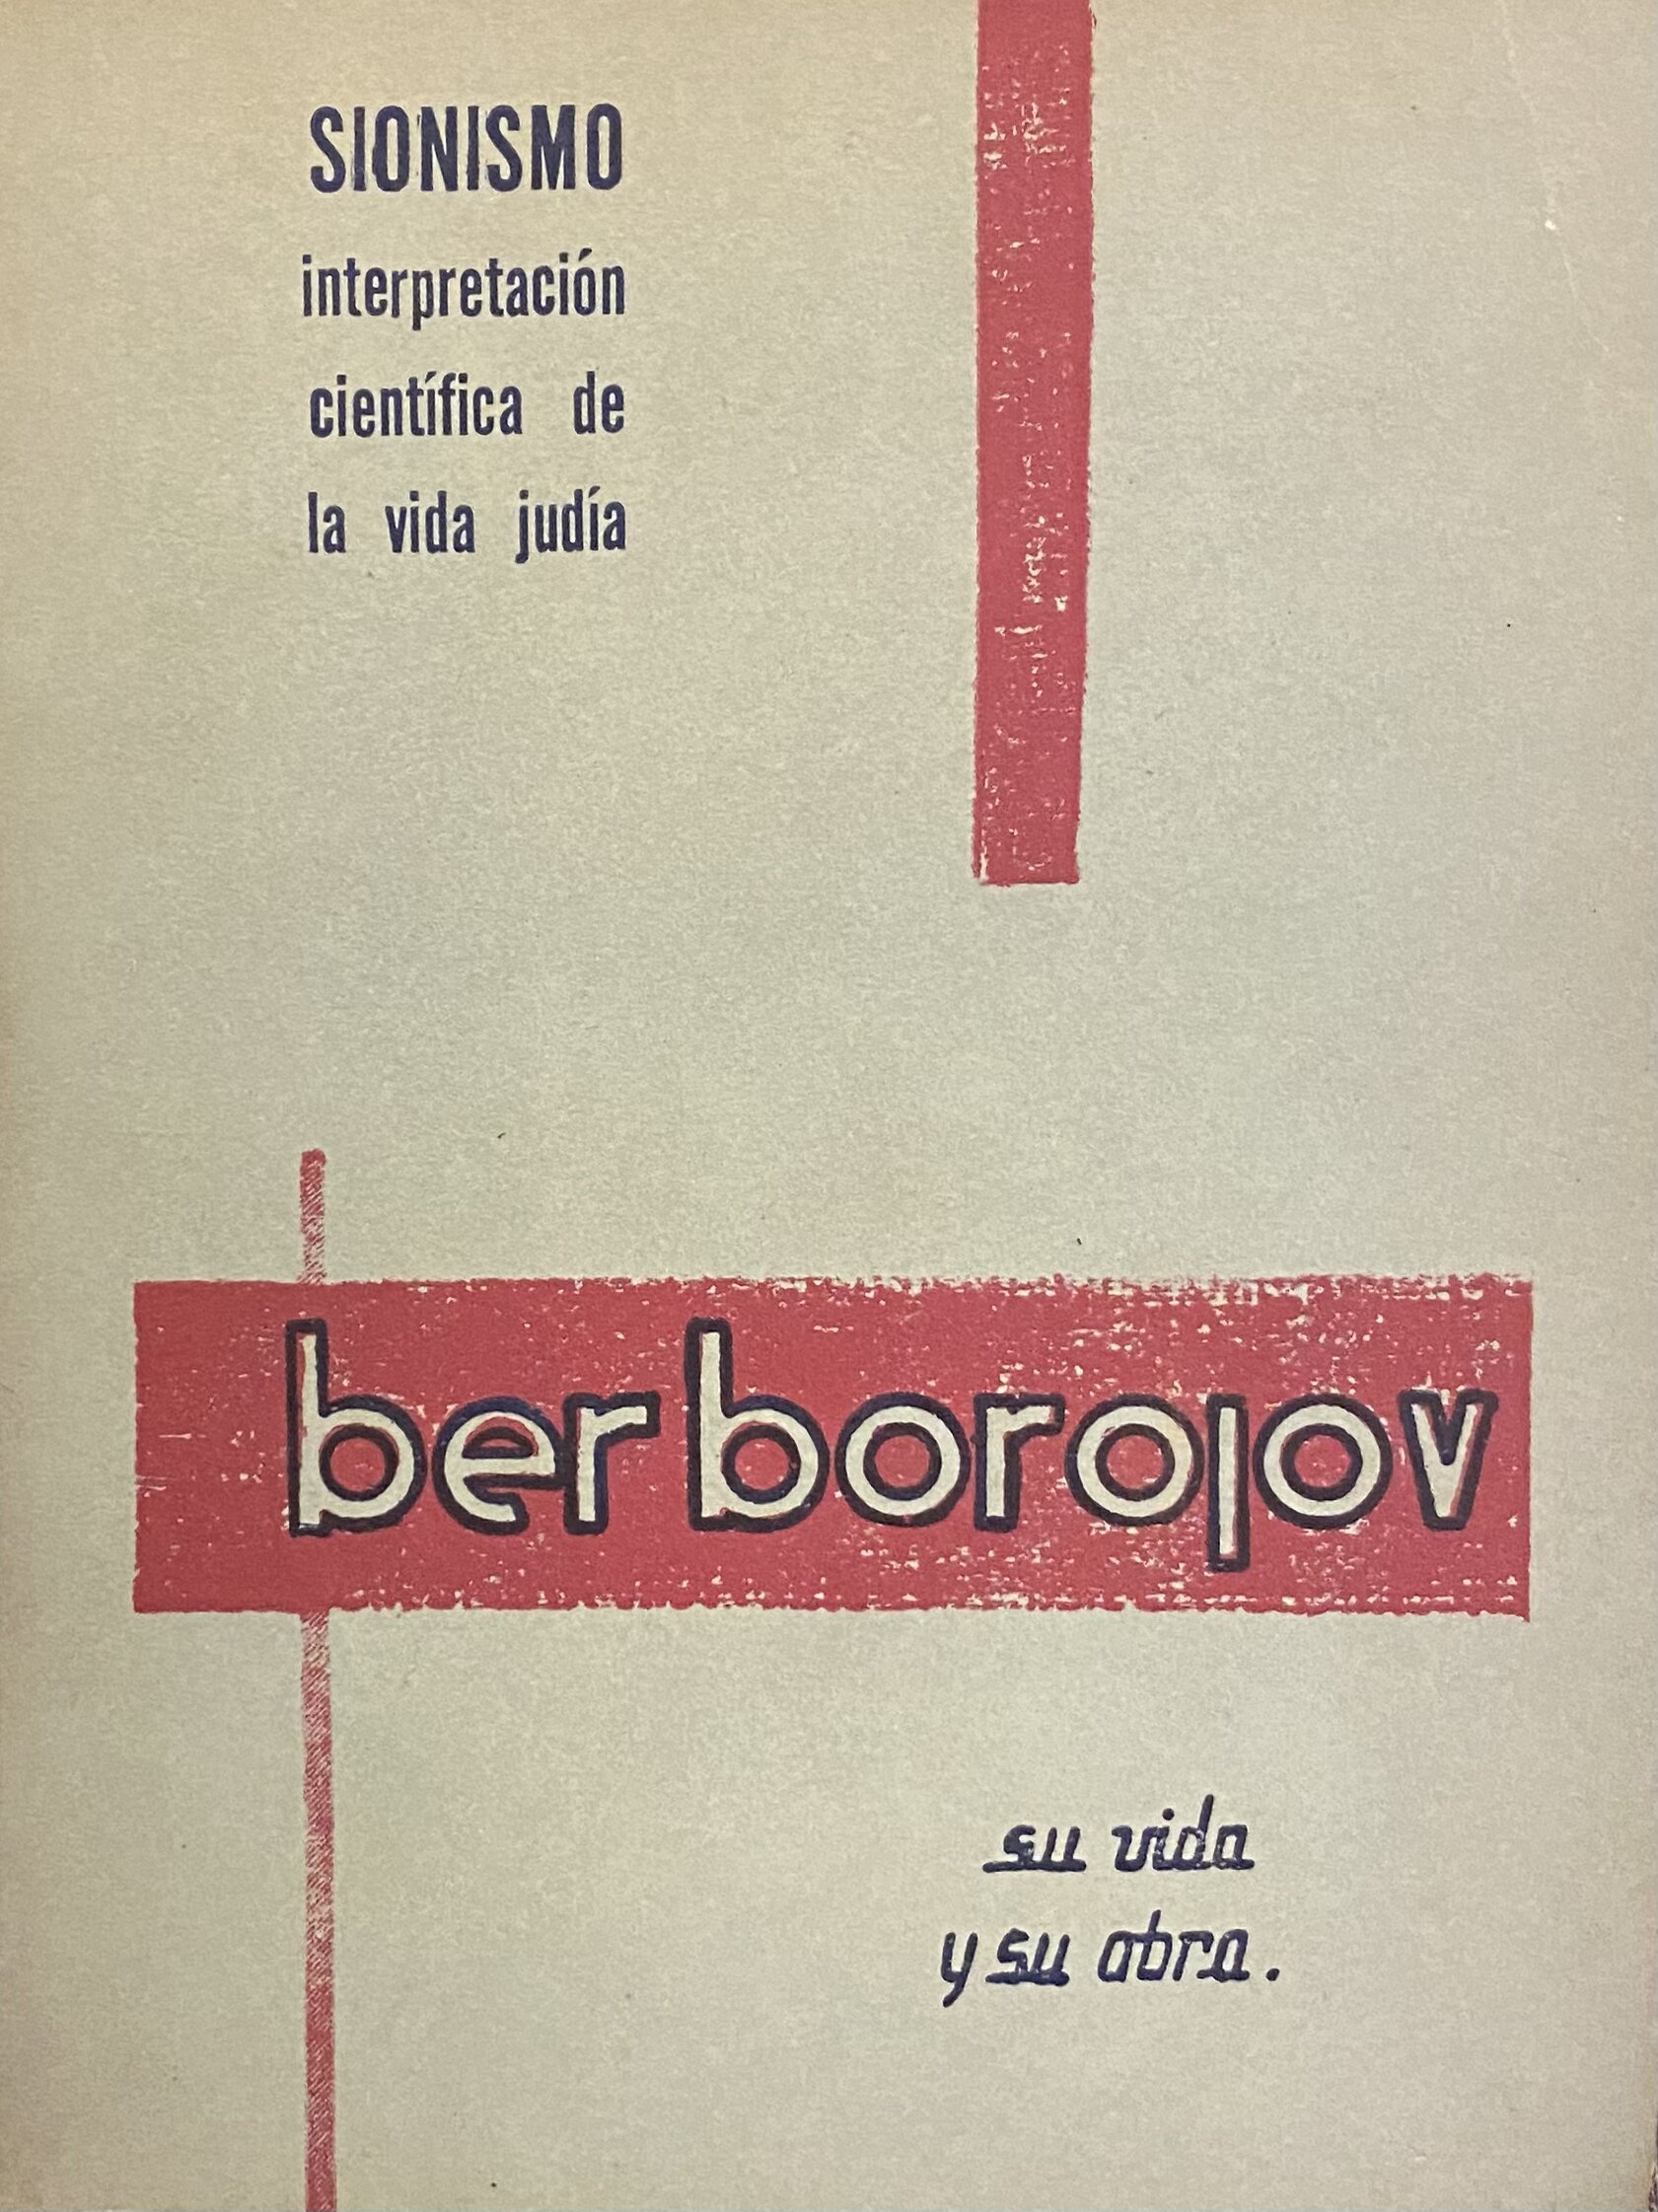 SIONISMO
interpretación
científica de
la vida judía
ber borojov
su vida
y su obra.